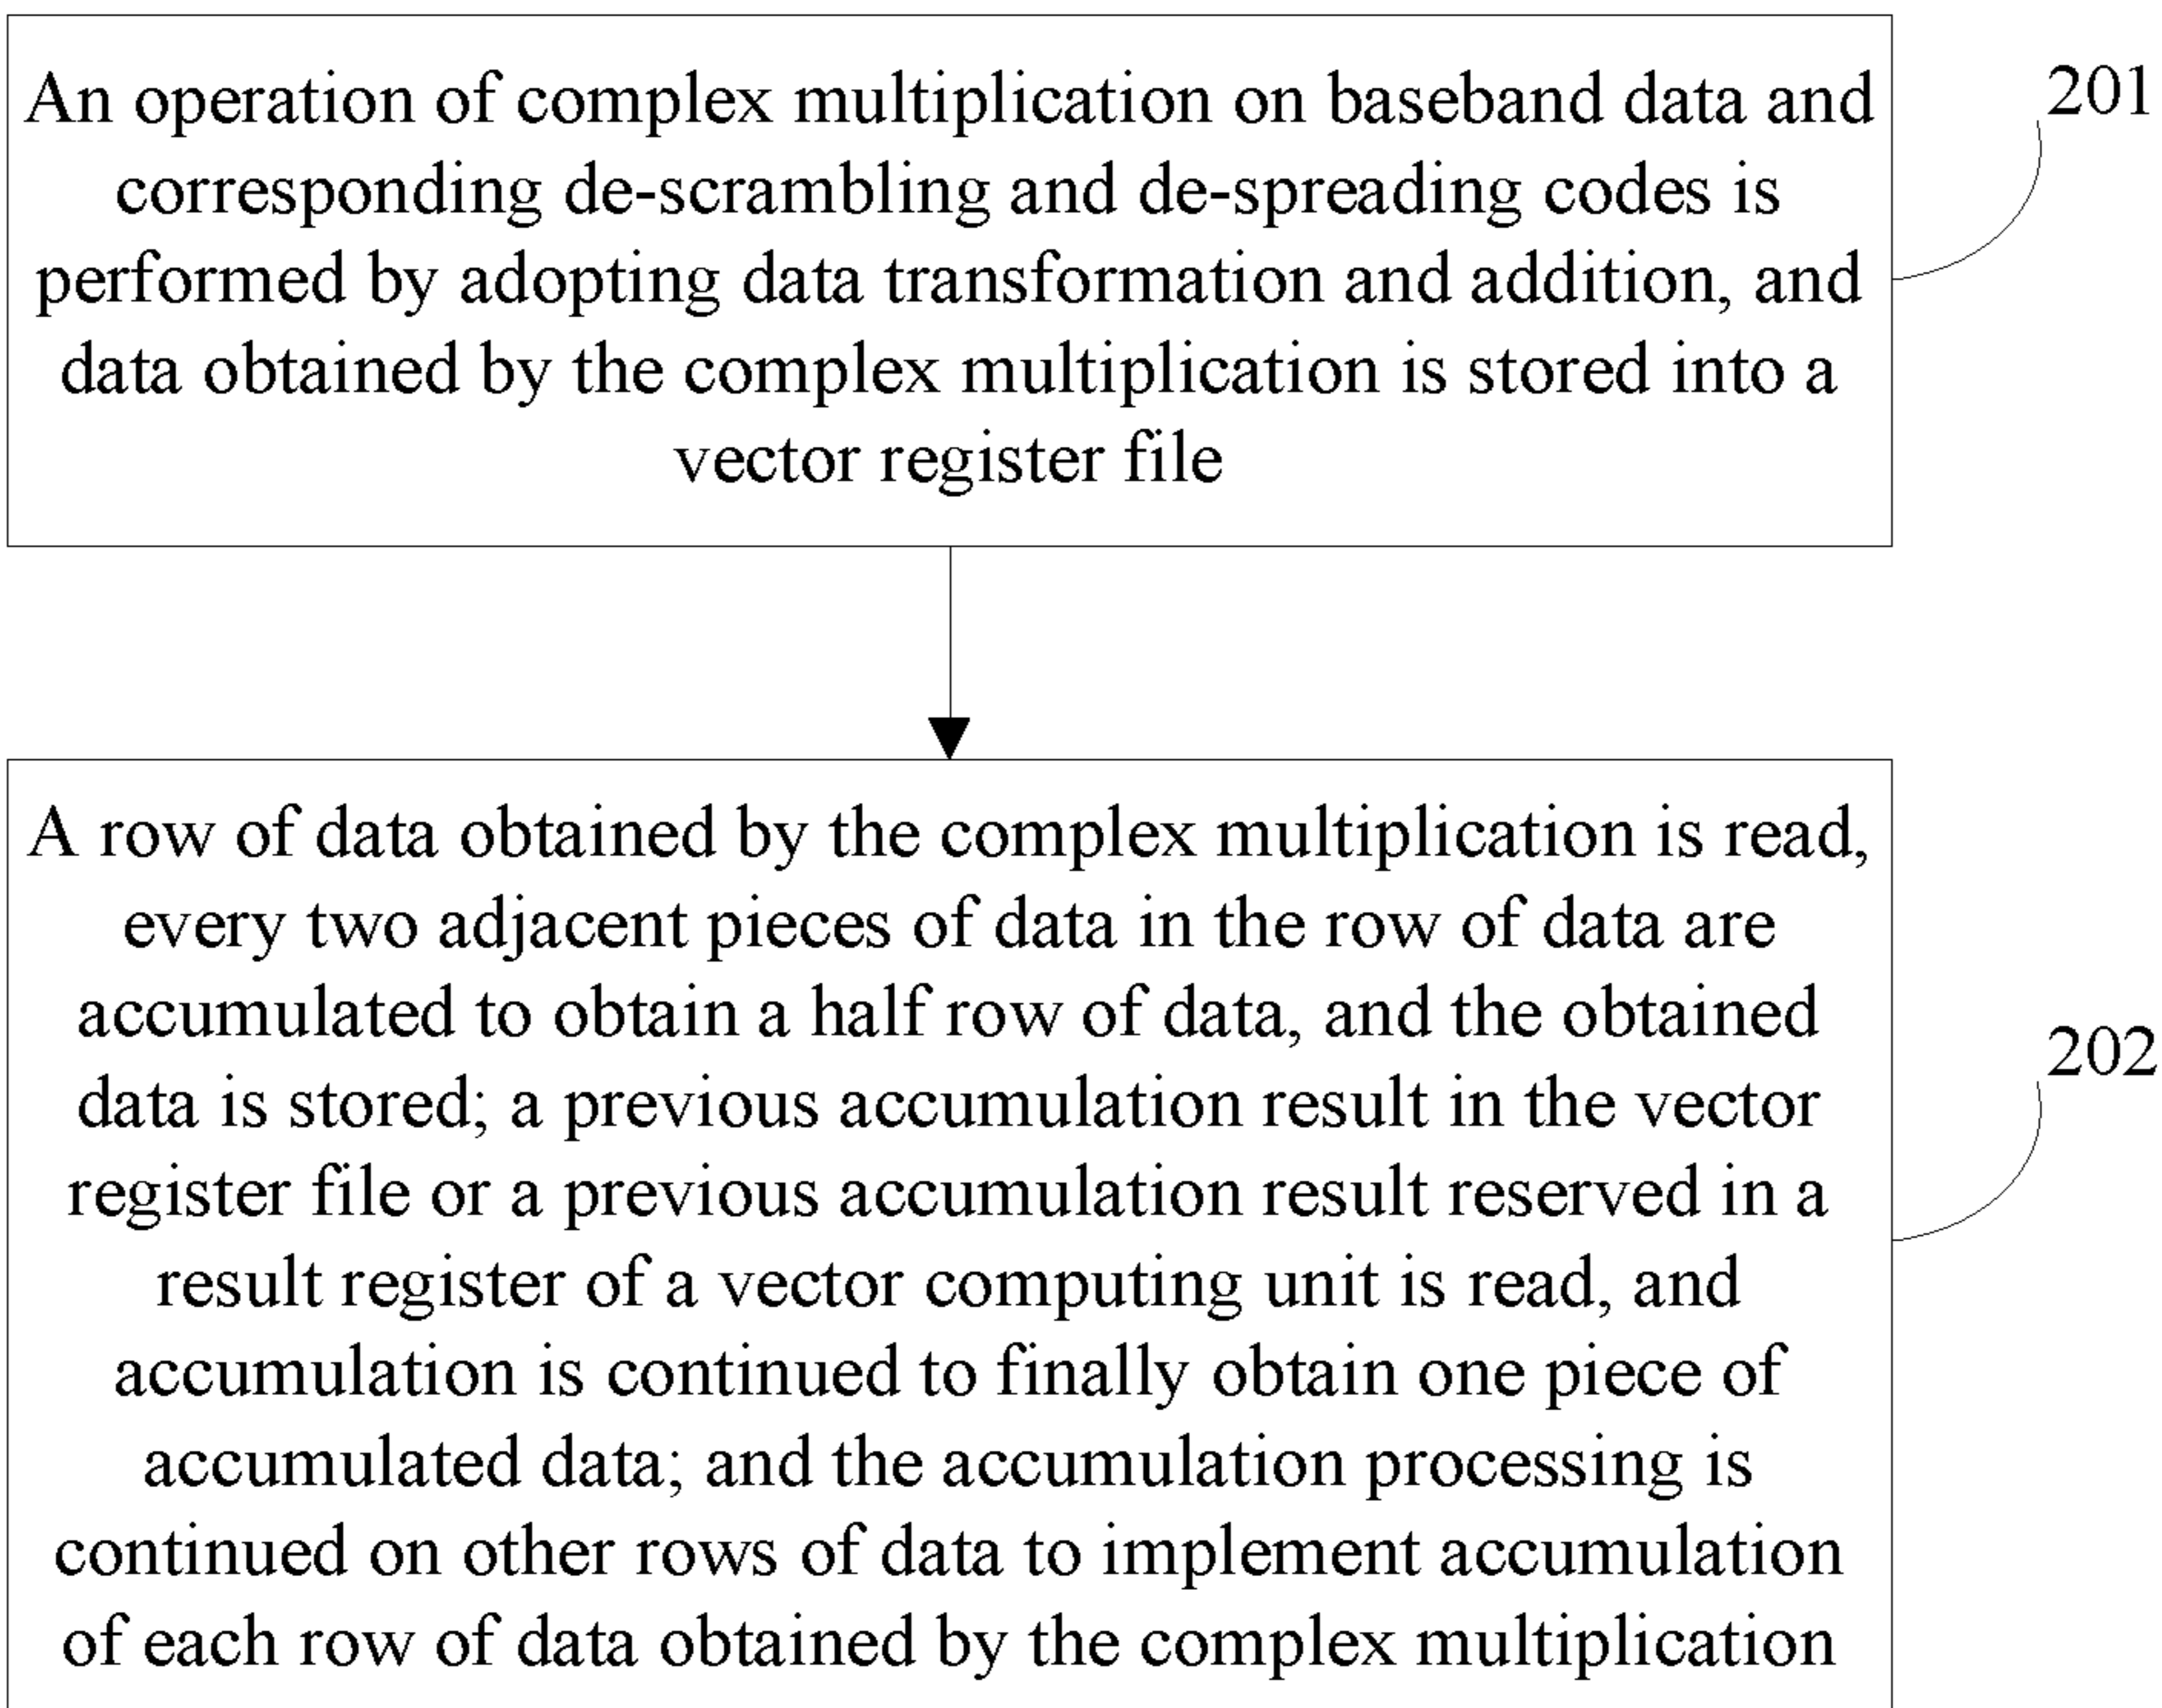 An operation of complex multiplication on baseband data and
corresponding de-scrambling and de-spreading codes is
performed by adopting data transformation and addition, and
data obtained by the complex multiplication is stored into a
vector register file
201
A row of data obtained by the complex multiplication is read,
every two adjacent pieces of data in the row of data are
accumulated to obtain a half row of data, and the obtained
data is stored; a previous accumulation result in the vector
register file or a previous accumulation result reserved in a
result register of a vector computing unit is read, and
accumulation is continued to finally obtain one piece of
accumulated data; and the accumulation processing is
continued on other rows of data to implement accumulation
of each row of data obtained by the complex multiplication
202